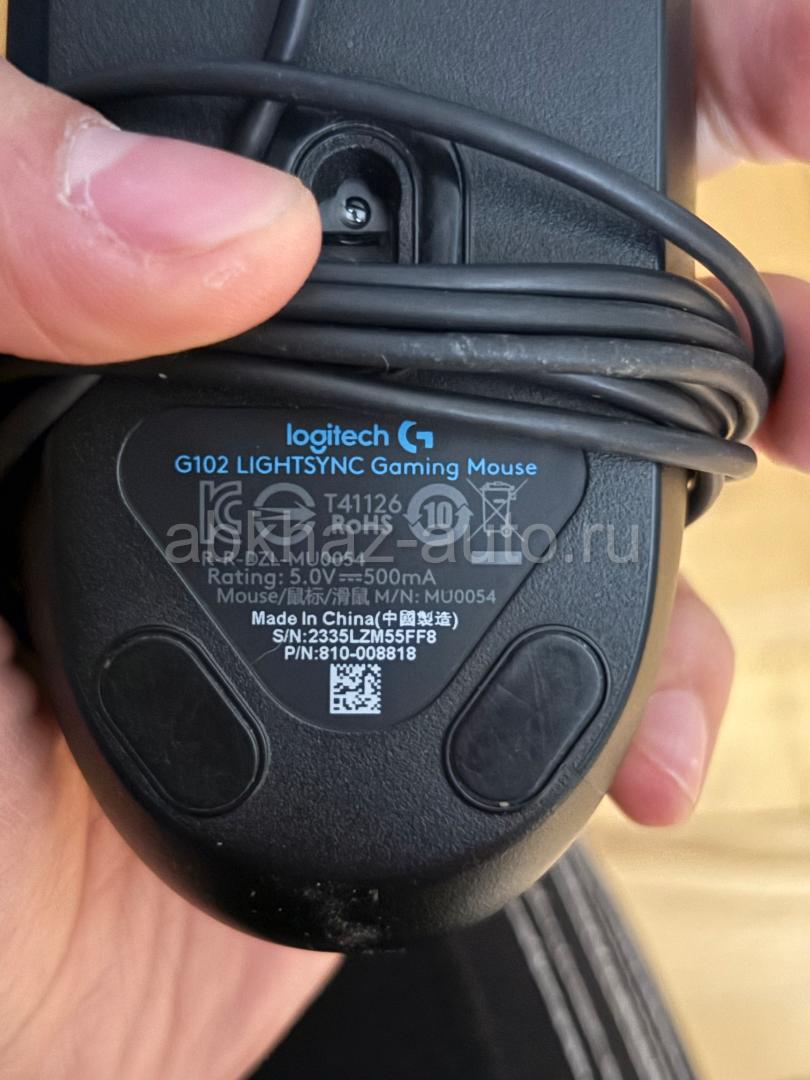 logitech G
G102 LIGHTSYNC Gaming Mouse
T41126
RoHS
10
abkhaz-auto.ru
R-R-DZL-MU0054
Rating: 5.0V⎓500mA
Mouse/鼠标/滑鼠 M/N: MU0054
Made In China(中國製造)
S/N:2335LZM55FF8
P/N:810-008818